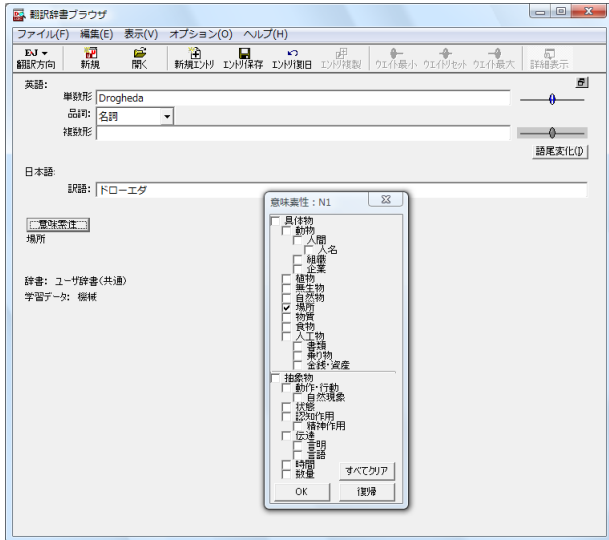 翻訳辞書ブラウザ
ファイル(F) 編集(E) 表示(V) オプション(O) ヘルプ(H)
EJ
翻訳方向 新規 開く 新規エントリ エントリ保存 エントリ復旧 エントリ複製 ウエイト最小 ウエイトリセット ウエイト最大 詳細表示
英語:
単数形 Drogheda
品詞: 名詞
複数形
語尾変化(I)
日本語:
訳語: ドローエダ
意味素性
場所
辞書: ユーザ辞書(共通)
学習データ: 機械
意味素性:N1
具体物
動物
人間
人名
組織
企業
植物
無生物
自然物
場所
物質
食物
人工物
書類
乗り物
金銭・資産
抽象物
動作・行動
自然現象
状態
認知作用
精神作用
伝達
言明
言語
時間
数量
すべてクリア
OK 復帰